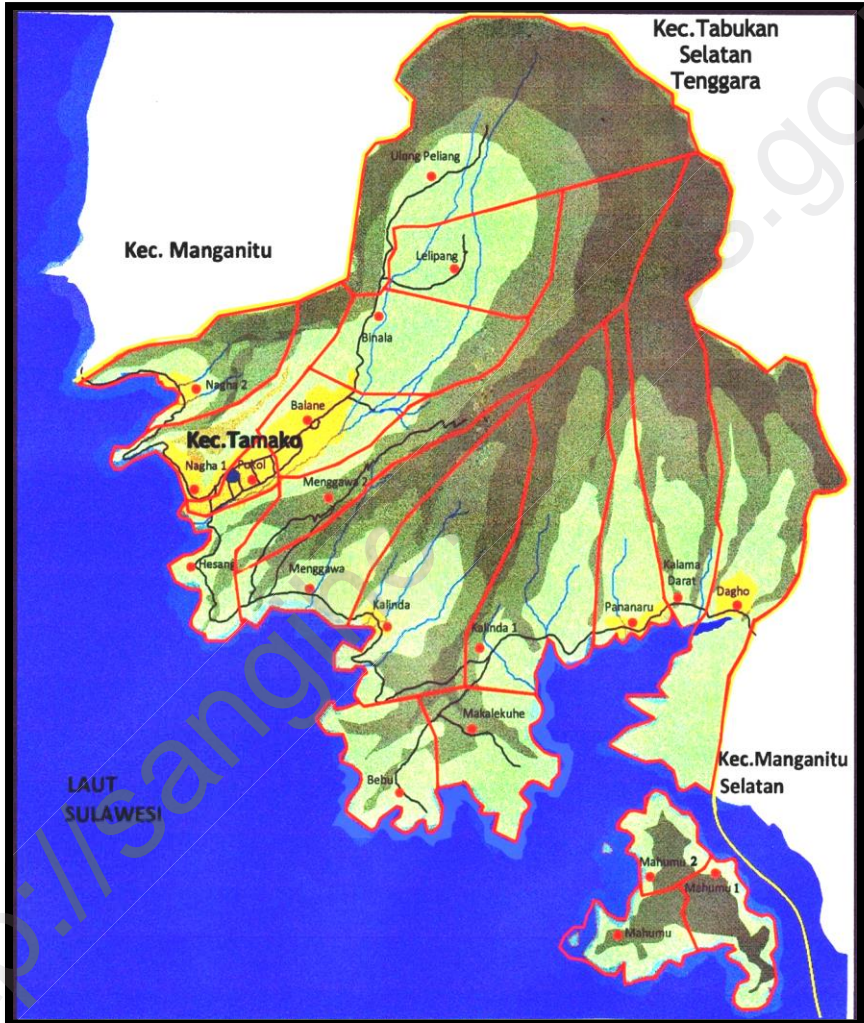 Kec.Tabukan
Selatan
Tenggara
Ulong Peliang
Kec. Manganitu
Lelipang
Binala
Nagha 2
Balane
Kec.Tamako
Nagha 1
Pokol
Menggawa 2
Hesang
Menggawa
Kalama
Darat
Dagho
Kalinda
Pananaru
Kalinda 1
Makalekuhe
Bebu
Kec.Manganitu
Selatan
LAUT
SULAWESI
Mahumu 2
Mahumu 1
Mahumu